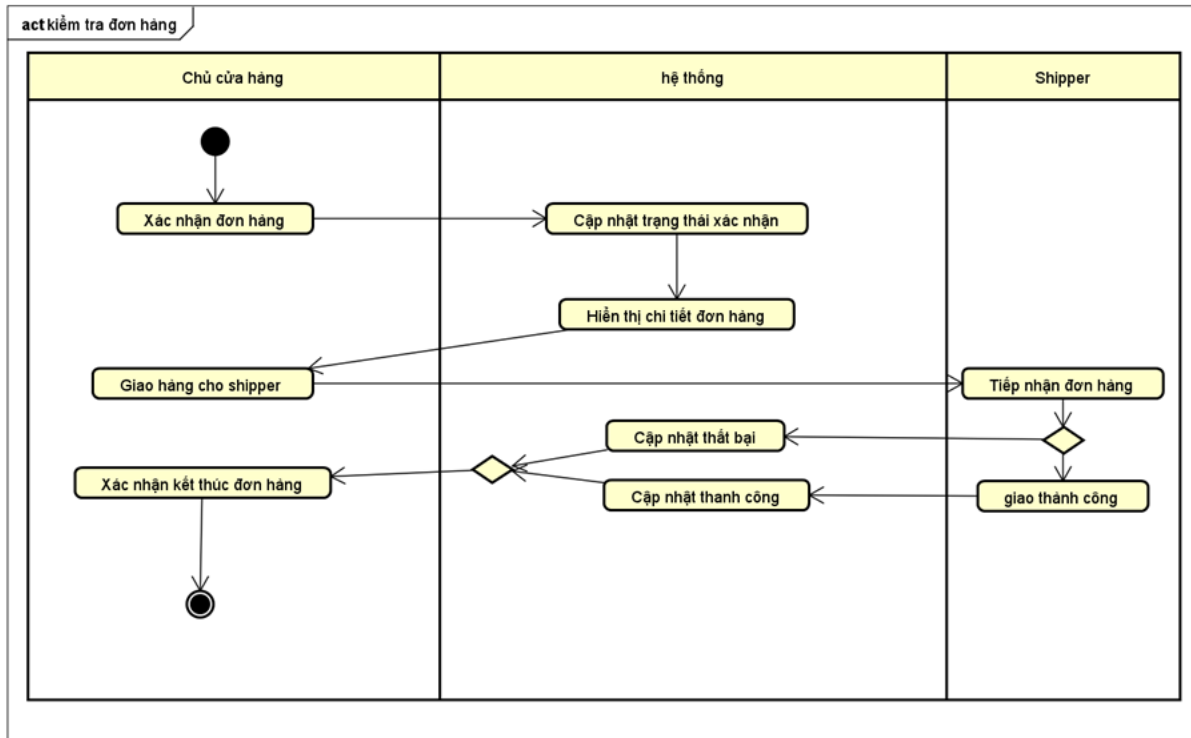 act kiểm tra đơn hàng
Chủ cửa hàng
hệ thống
Shipper
Xác nhận đơn hàng
Cập nhật trạng thái xác nhận
Hiển thị chi tiết đơn hàng
Giao hàng cho shipper
Tiếp nhận đơn hàng
Cập nhật thất bại
Xác nhận kết thúc đơn hàng
Cập nhật thanh công
giao thành công